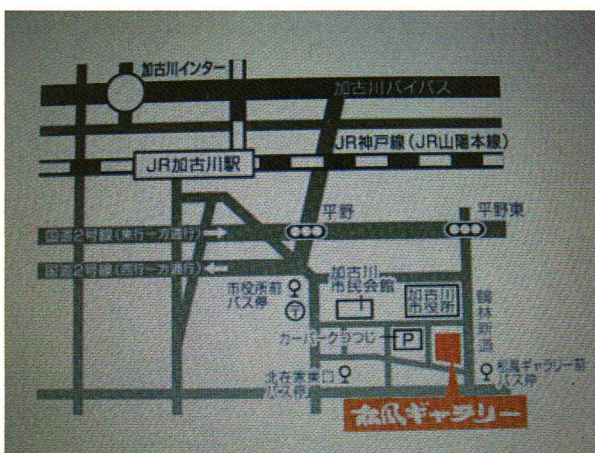 加古川インター
加古川バイパス
JR神戸線(JR山陽本線)
JR加古川駅
平野
平野東
国道2号線(東行一方通行)
国道2号線(西行一方通行)
市役所前
バス停
加古川
市民会館
加古川
市役所
鶴林新道
カーパークつつじ
P
北在家東口
バス停
松風ギャラリー前
バス停
松風ギャラリー